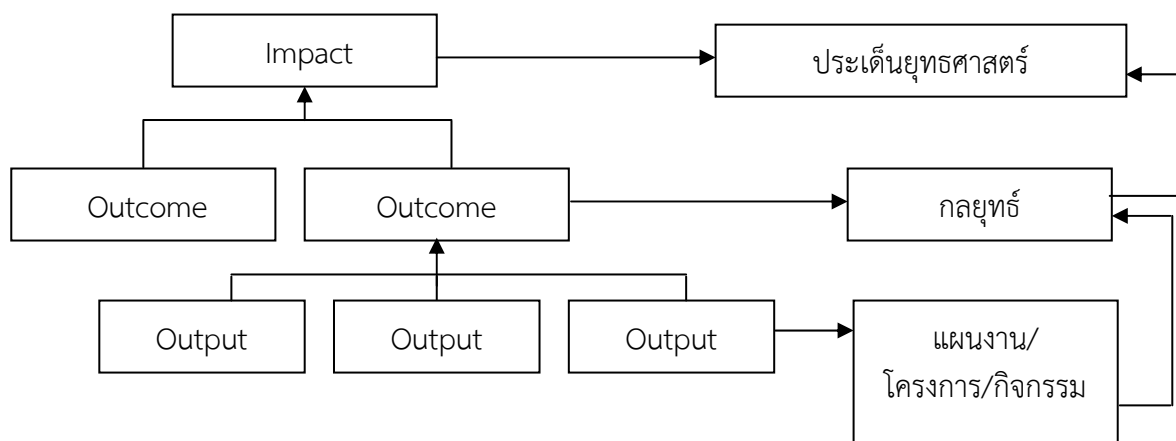 Impact
ประเด็นยุทธศาสตร์
Outcome
Outcome
กลยุทธ์
Output
Output
Output
แผนงาน/
โครงการ/กิจกรรม